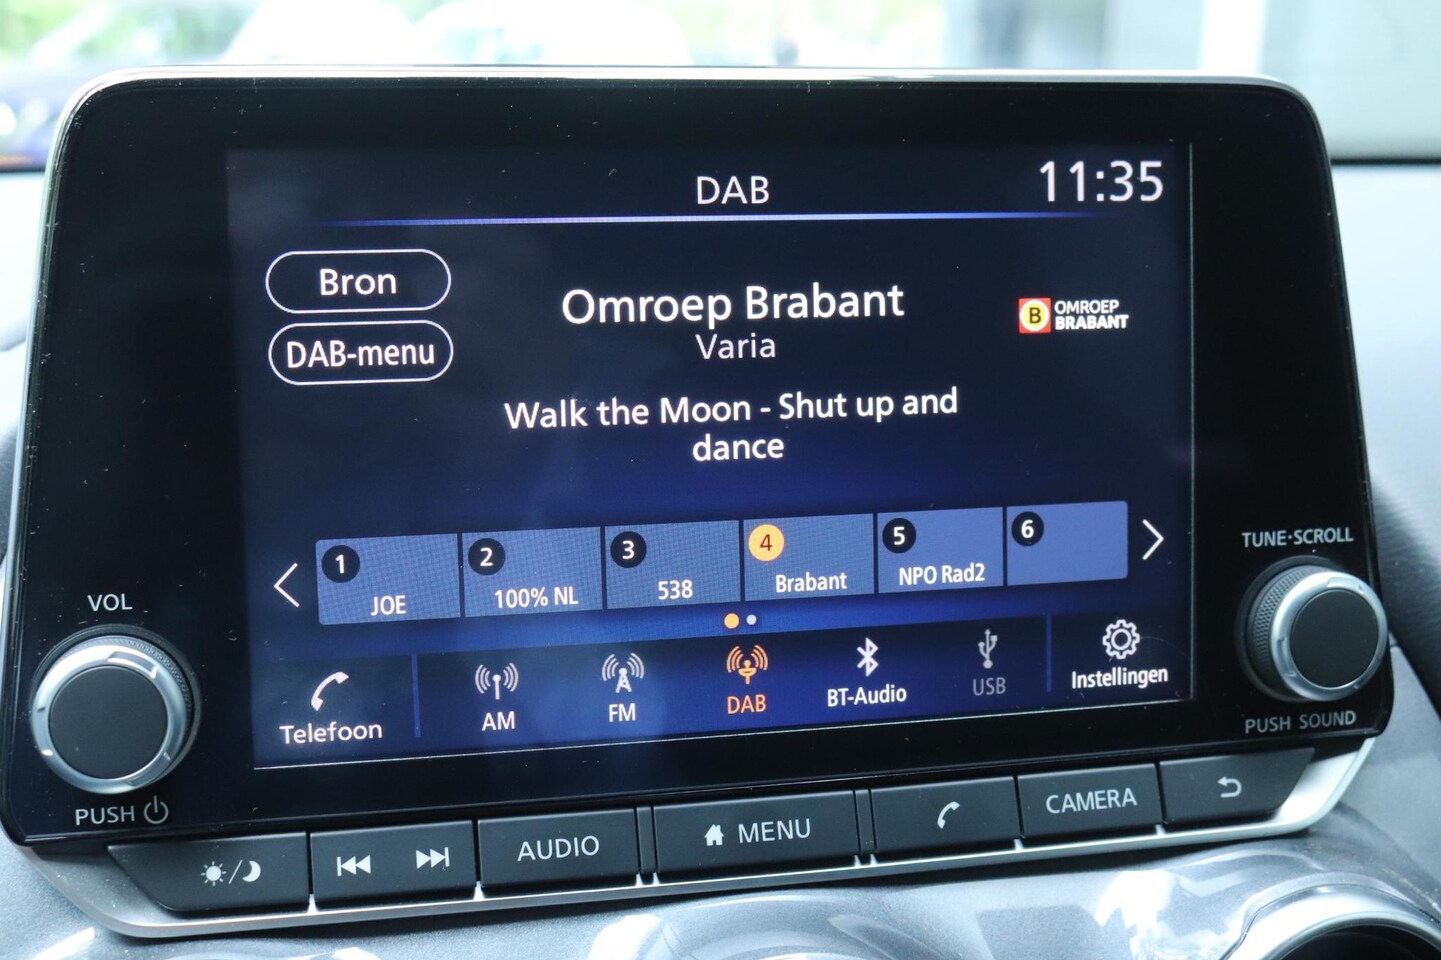 DAB
11:35
Bron
DAB-menu
Omroep Brabant
Varia
B OMROEP
BRABANT
Walk the Moon - Shut up and
dance
1 JOE
2 100% NL
3 538
4 Brabant
5 NPO Rad2
6
Telefoon
AM
FM
DAB
BT-Audio
USB
Instellingen
VOL
PUSH
TUNE·SCROLL
PUSH SOUND
AUDIO
MENU
CAMERA